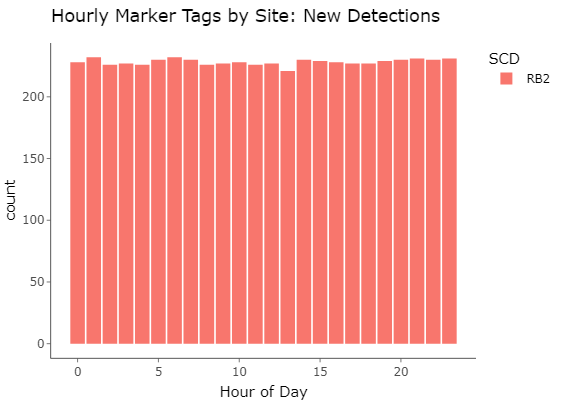 Hourly Marker Tags by Site: New Detections
SCD
RB2
200
150
100
50
0
count
0 5 10 15 20
Hour of Day